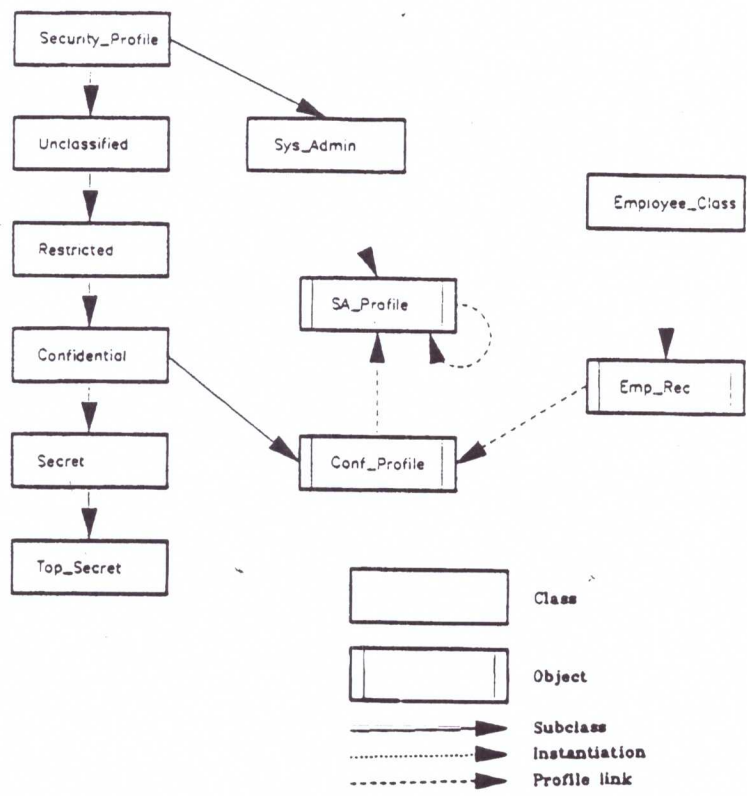 Security_Profile
Unclassified
Sys_Admin
Employee_Class
Restricted
SA_Profile
Confidential
Emp_Rec
Secret
Conf_Profile
Top_Secret
Class
Object
Subclass
Instantiation
Profile link